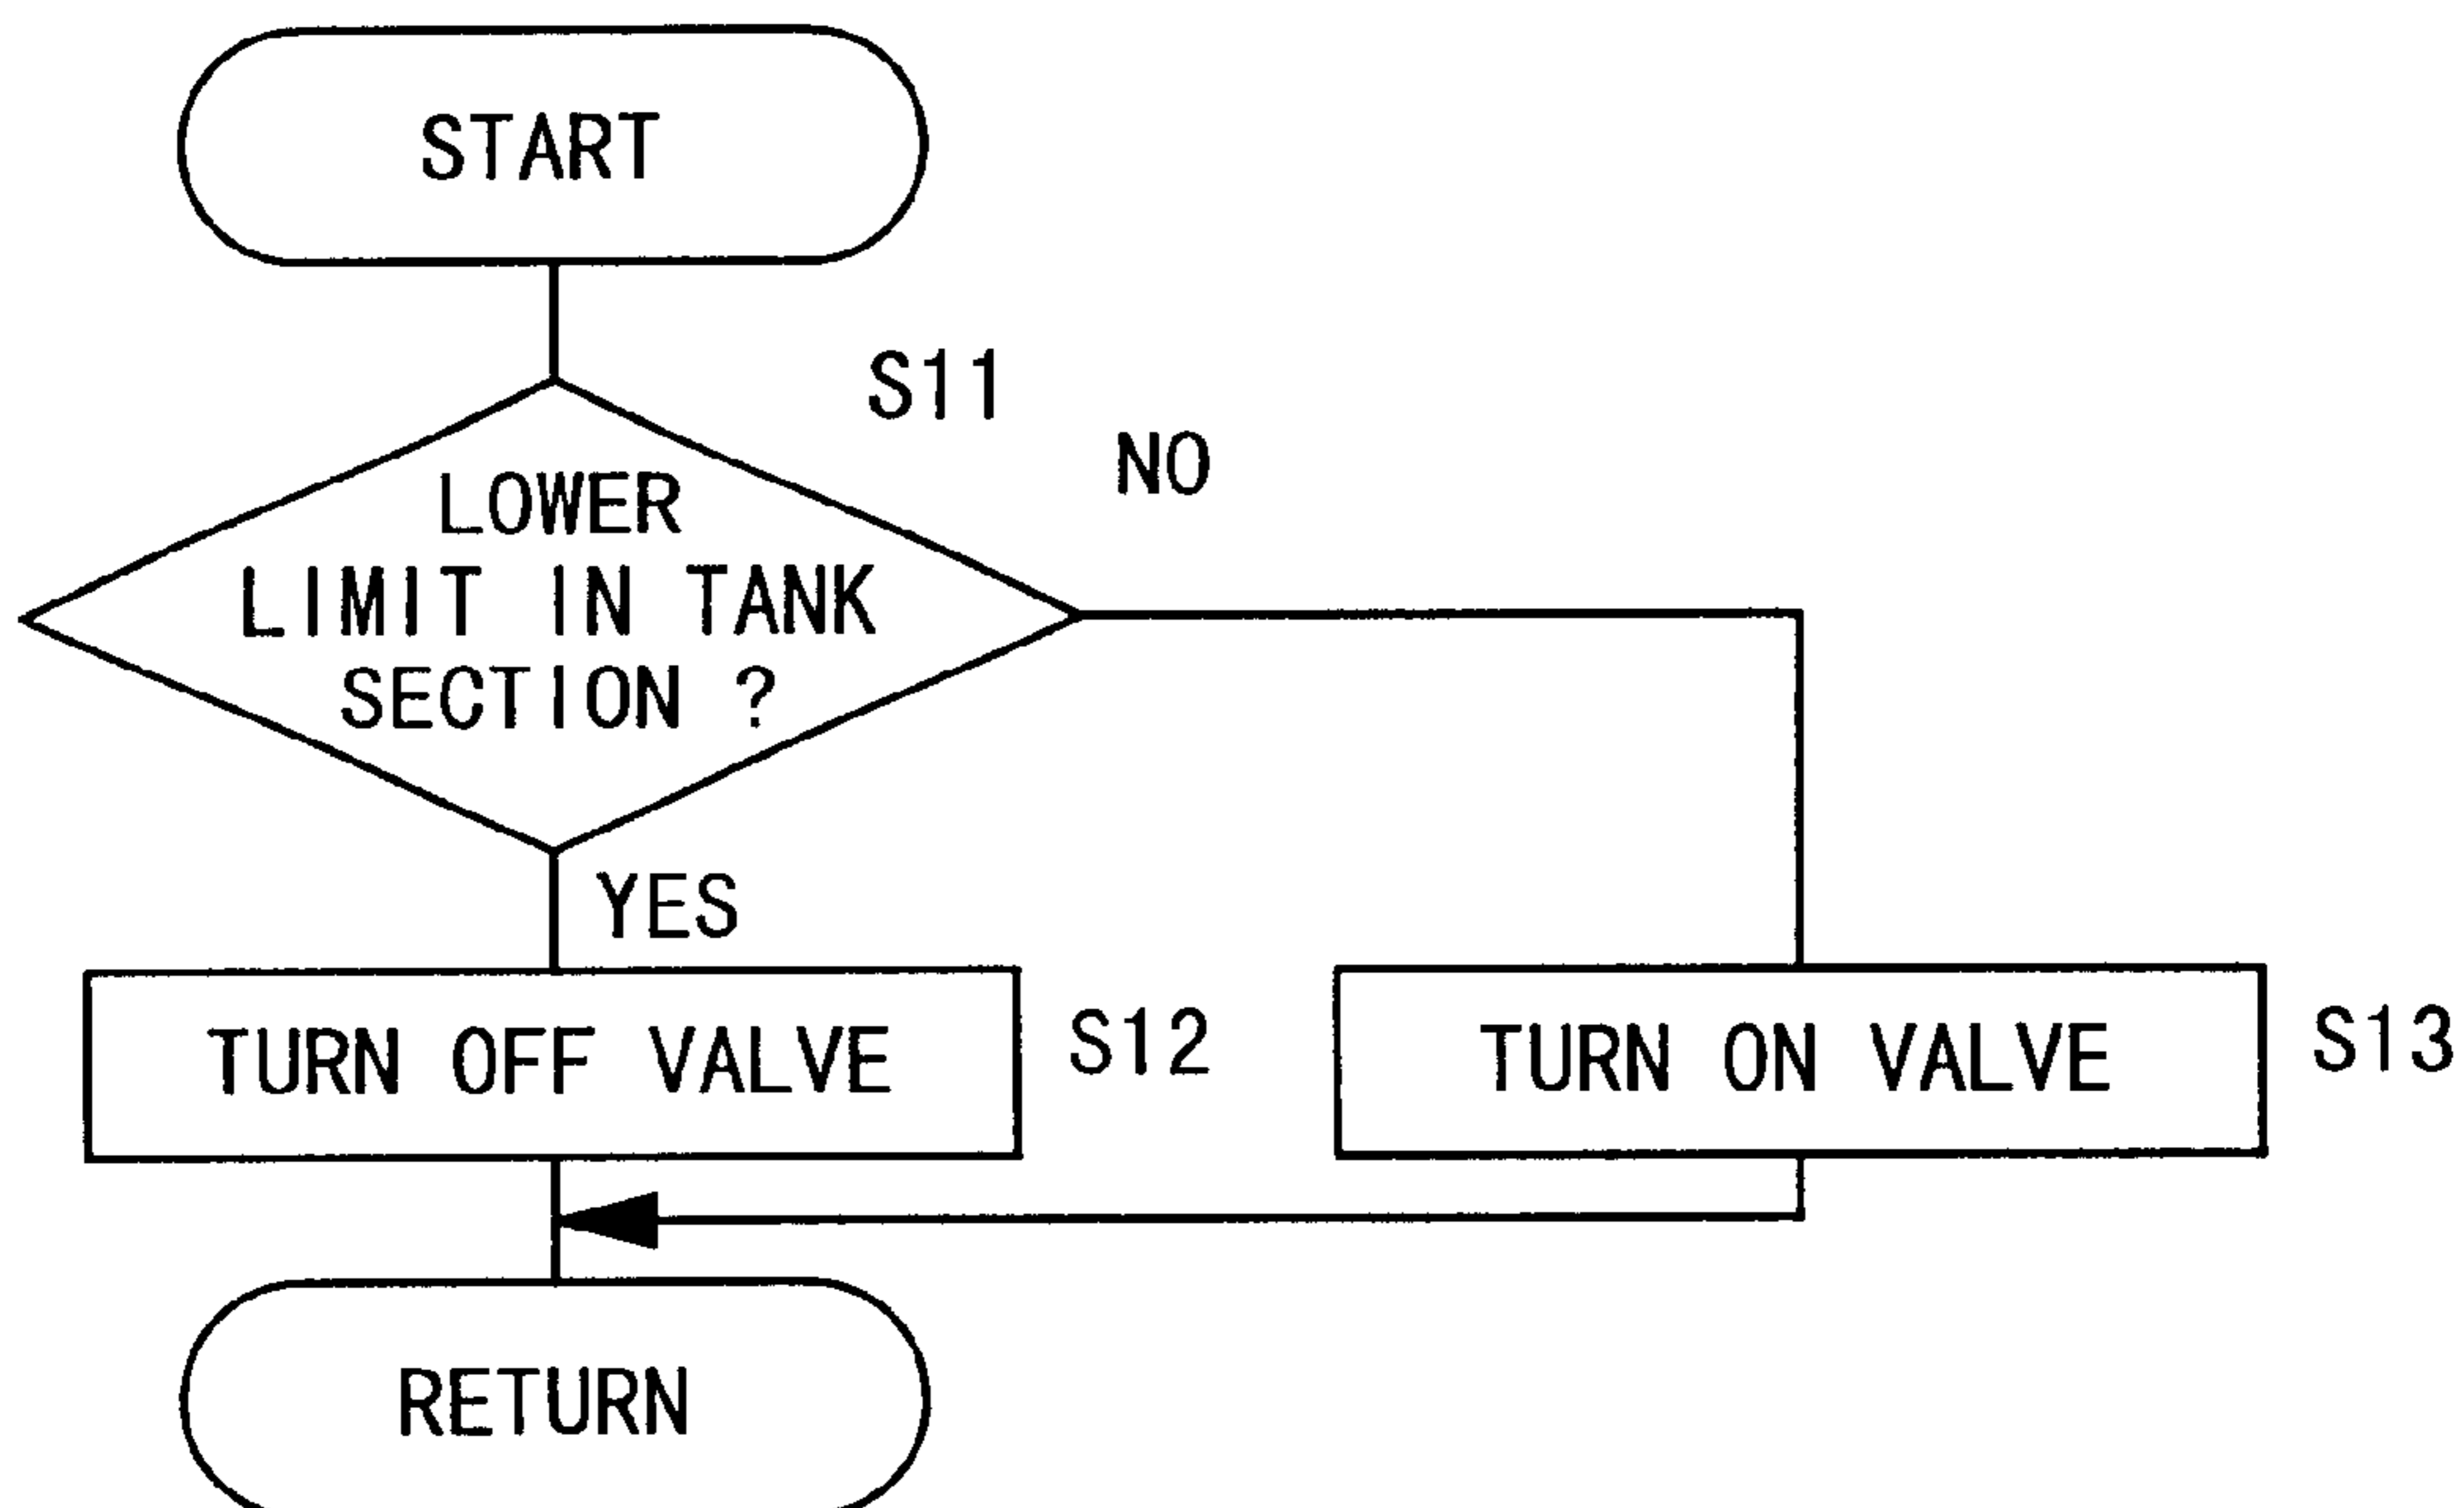 START
S11
NO
LOWER
LIMIT IN TANK
SECTION ?
YES
TURN OFF VALVE
S12
TURN ON VALVE
S13
RETURN